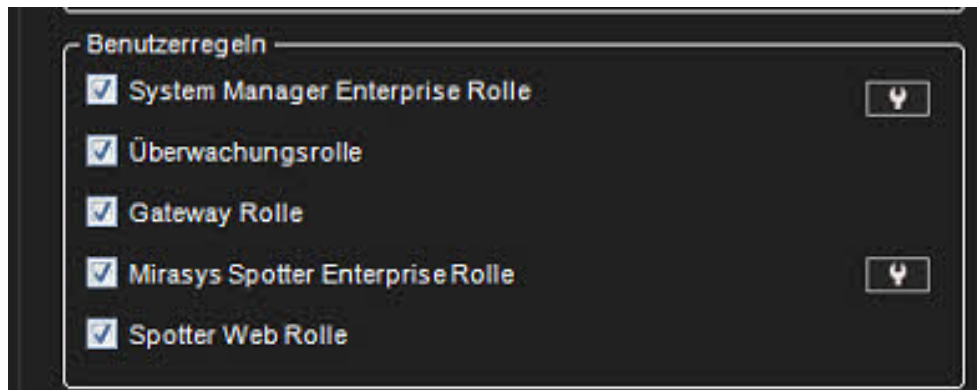 Benutzerregeln
System Manager Enterprise Rolle
Überwachungsrolle
Gateway Rolle
Mirasys Spotter Enterprise Rolle
Spotter Web Rolle